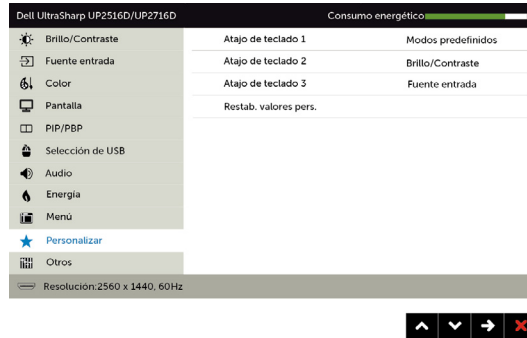 Dell UltraSharp UP2516D/UP2716D Consumo energético
Brillo/Contraste Atajo de teclado 1 Modos predefinidos
Fuente entrada Atajo de teclado 2 Brillo/Contraste
Color Atajo de teclado 3 Fuente entrada
Pantalla Restab. valores pers.
PIP/PBP
Selección de USB
Audio
Energía
Menú
Personalizar
Otros
Resolución:2560 x 1440, 60Hz